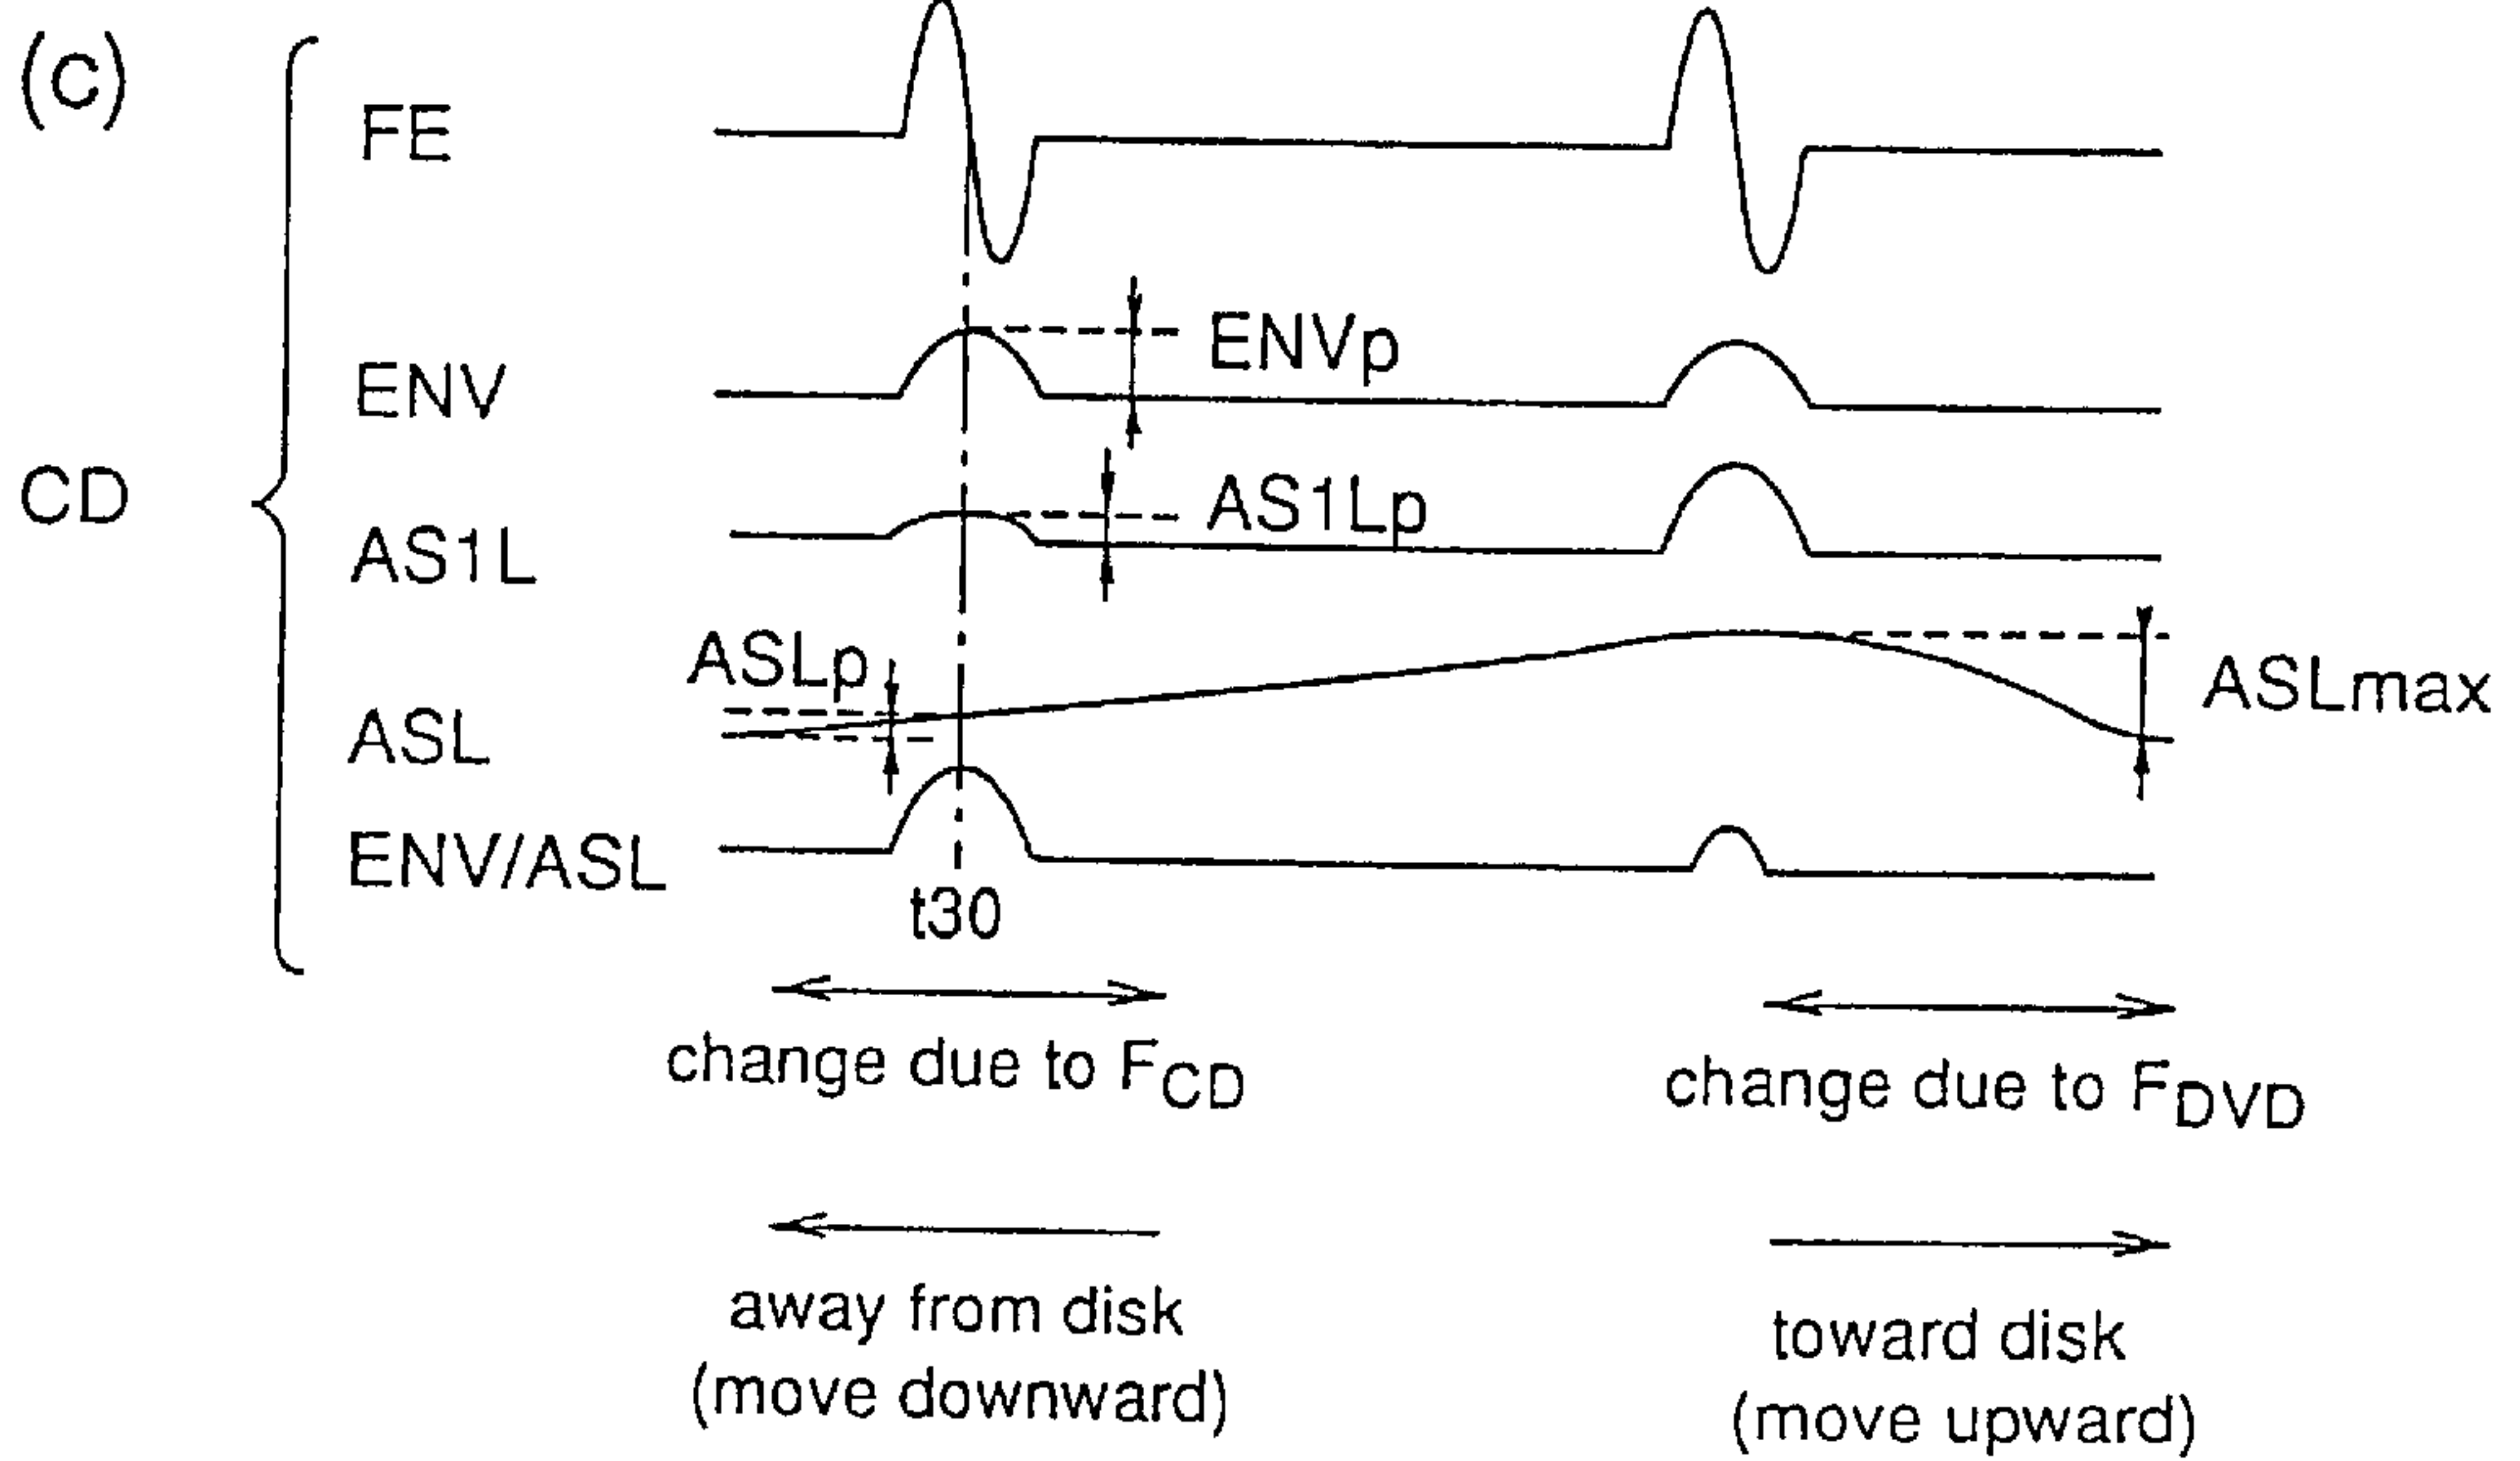 (c)
FE
ENVp
ENV
CD
AS1Lp
AS1L
ASLp
ASLmax
ASL
ENV/ASL
t30
change due to FCD
change due to FDVD
away from disk
(move downward)
toward disk
(move upward)